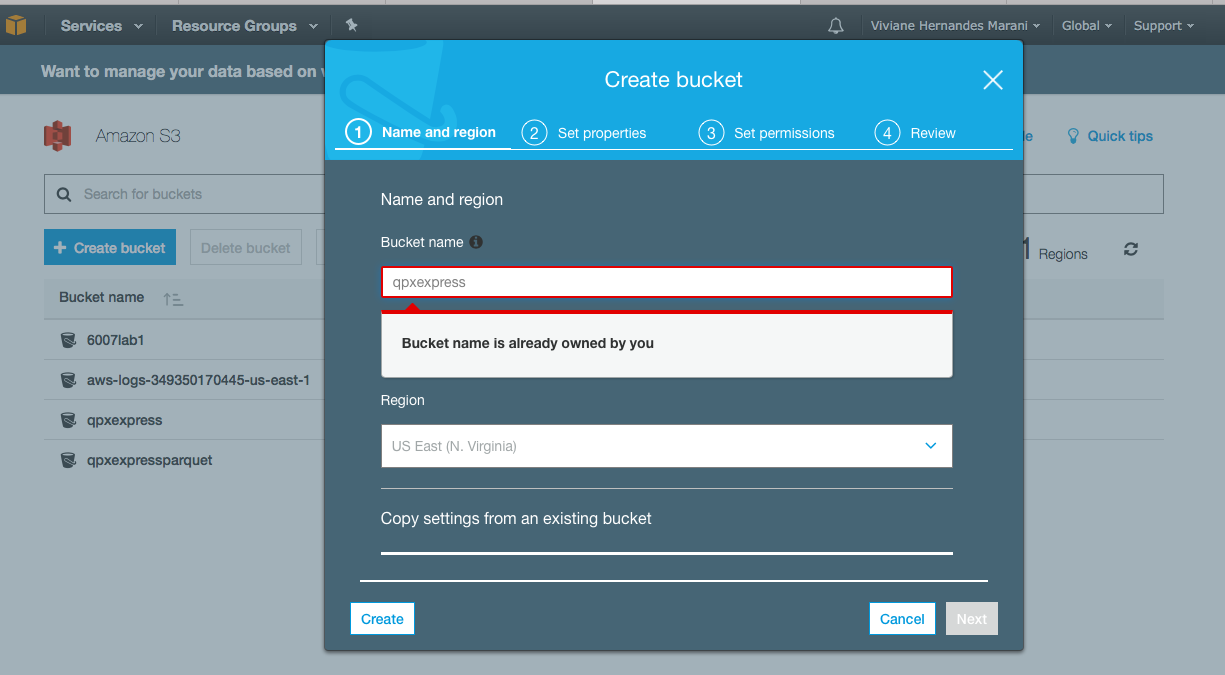 Services Resource Groups Viviane Hernandes Marani Global Support
Want to manage your data based on
Create bucket
1 Name and region 2 Set properties 3 Set permissions 4 Review
Amazon S3
Quick tips
Search for buckets
Name and region
Bucket name
Create bucket
Delete bucket
1 Regions
qpxexpress
Bucket name is already owned by you
Bucket name
6007lab1
aws-logs-349350170445-us-east-1
qpxexpress
qpxexpressparquet
Region
US East (N. Virginia)
Copy settings from an existing bucket
Create
Cancel
Next